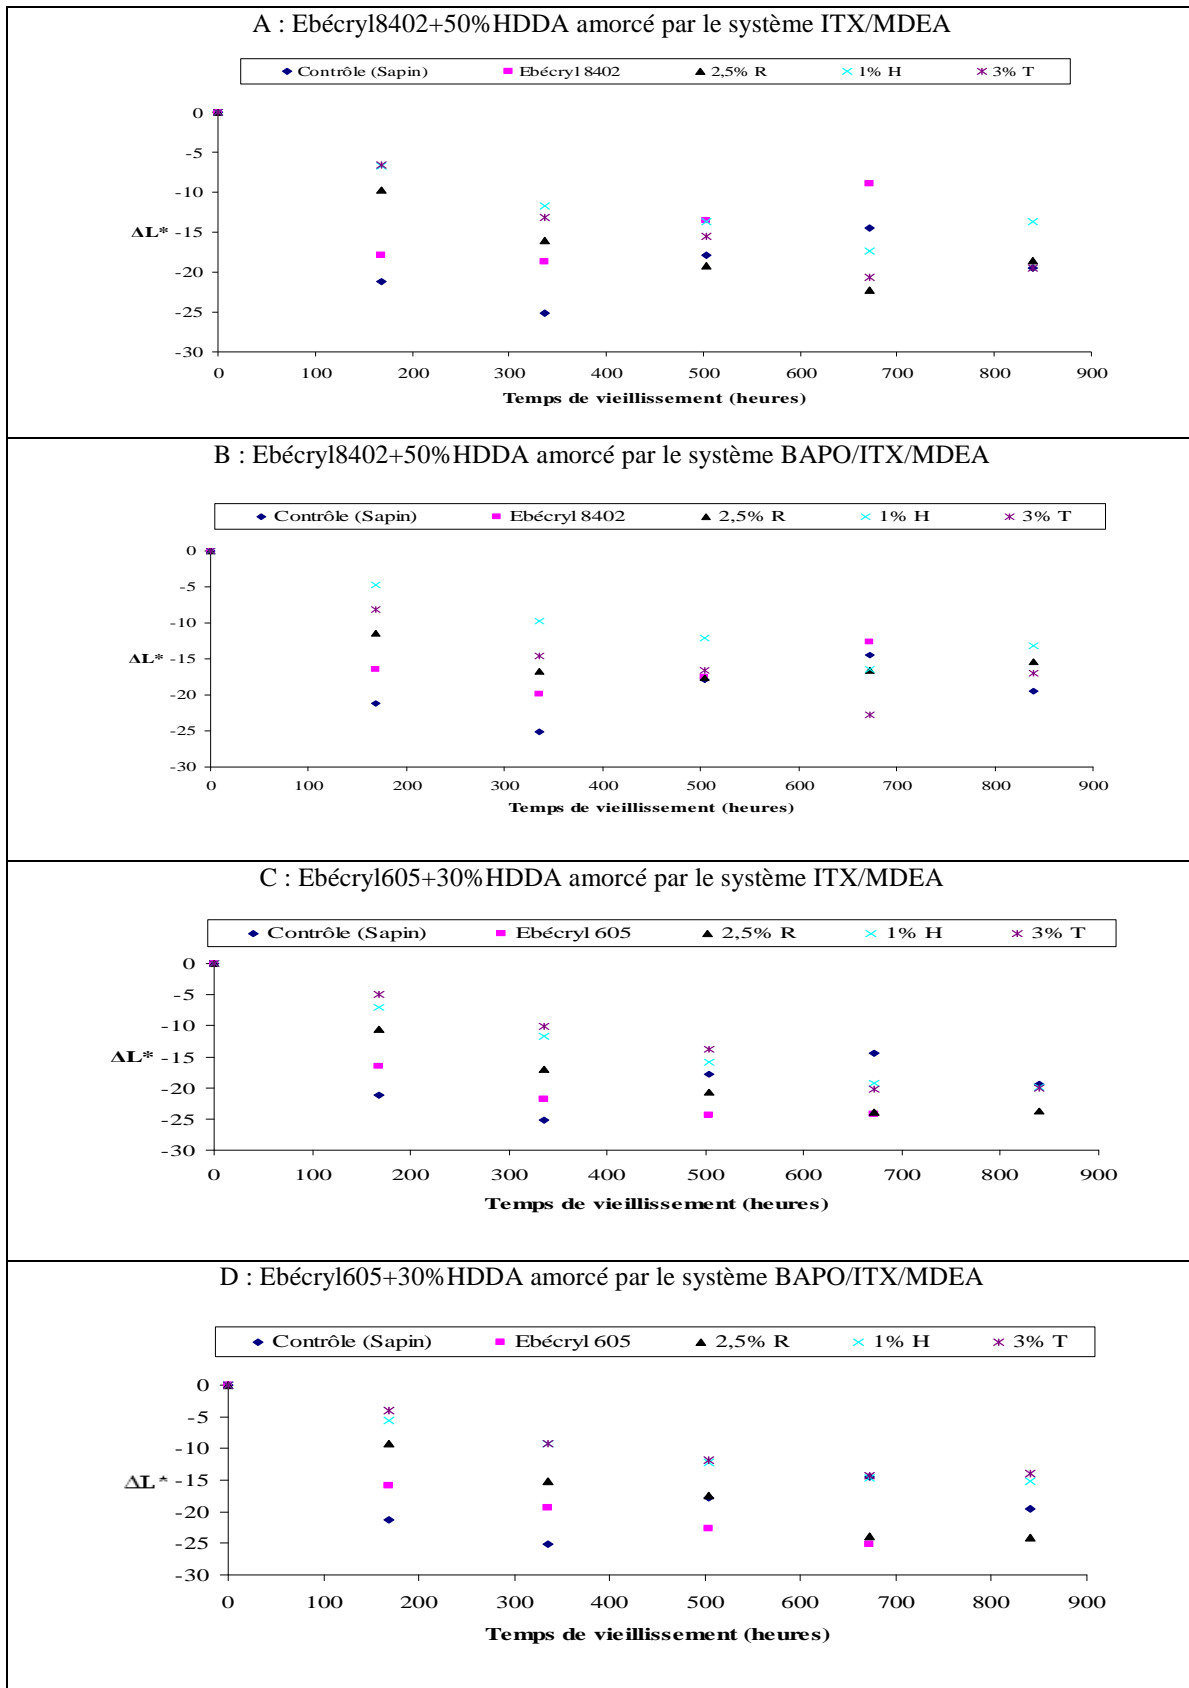 A : Ebécryl8402+50%HDDA amorcé par le système ITX/MDEA
Contrôle (Sapin) Ebécryl 8402 2,5% R 1% H 3% T
0
-5
-10
ΔL* -15
-20
-25
-30
0 100 200 300 400 500 600 700 800 900
Temps de vieillissement (heures)
B : Ebécryl8402+50%HDDA amorcé par le système BAPO/ITX/MDEA
Contrôle (Sapin) Ebécryl 8402 2,5% R 1% H 3% T
0
-5
-10
ΔL* -15
-20
-25
-30
0 100 200 300 400 500 600 700 800 900
Temps de vieillissement (heures)
C : Ebécryl605+30%HDDA amorcé par le système ITX/MDEA
Contrôle (Sapin) Ebécryl 605 2,5% R 1% H 3% T
0
-5
-10
ΔL* -15
-20
-25
-30
0 100 200 300 400 500 600 700 800 900
Temps de vieillissement (heures)
D : Ebécryl605+30%HDDA amorcé par le système BAPO/ITX/MDEA
Contrôle (Sapin) Ebécryl 605 2,5% R 1% H 3% T
0
-5
-10
ΔL* -15
-20
-25
-30
0 100 200 300 400 500 600 700 800 900
Temps de vieillissement (heures)